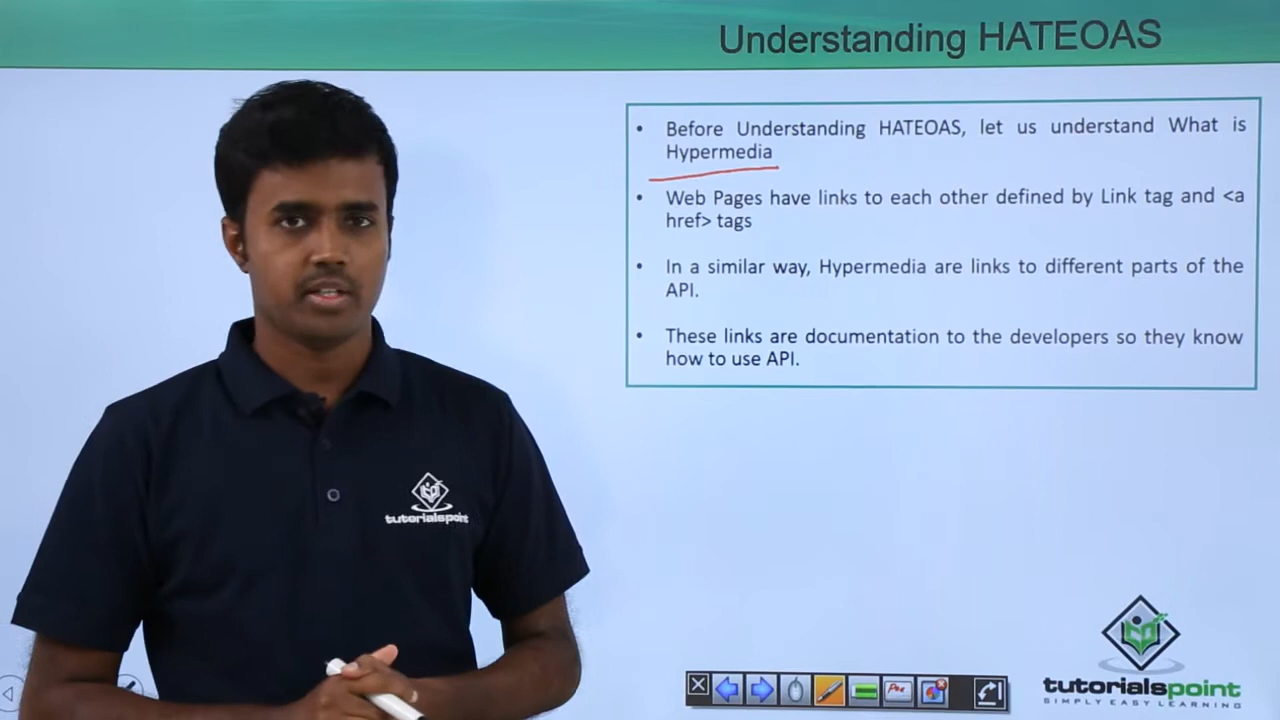 Understanding HATEOAS
• Before Understanding HATEOAS, let us understand What is
Hypermedia
• Web Pages have links to each other defined by Link tag and <a
href> tags
• In a similar way, Hypermedia are links to different parts of the
API.
• These links are documentation to the developers so they know
how to use API.
tutorialspoint
Pen
tutorialspoint
SIMPLY EASY LEARNING